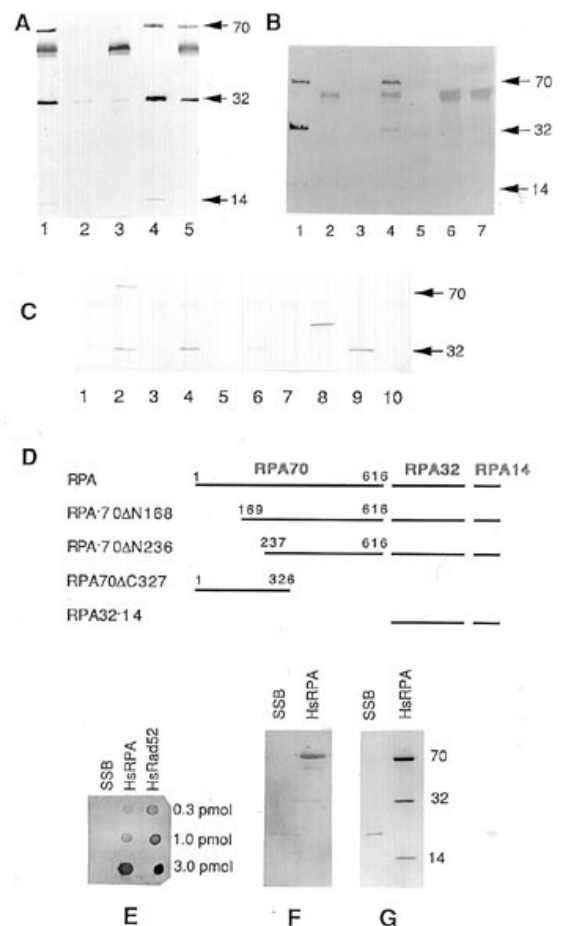 A
70
32
14
1 2 3 4 5
B
70
32
14
1 2 3 4 5 6 7
C
70
32
1 2 3 4 5 6 7 8 9 10
D
RPA70 RPA32 RPA14
RPA 1 616
RPA-70ΔN168 169 616
RPA-70ΔN236 237 616
RPA70ΔC327 1 326
RPA32-14
SSB HsRPA HsRad52
0.3 pmol
1.0 pmol
3.0 pmol
E
SSB HsRPA
F
SSB HsRPA
70
32
14
G